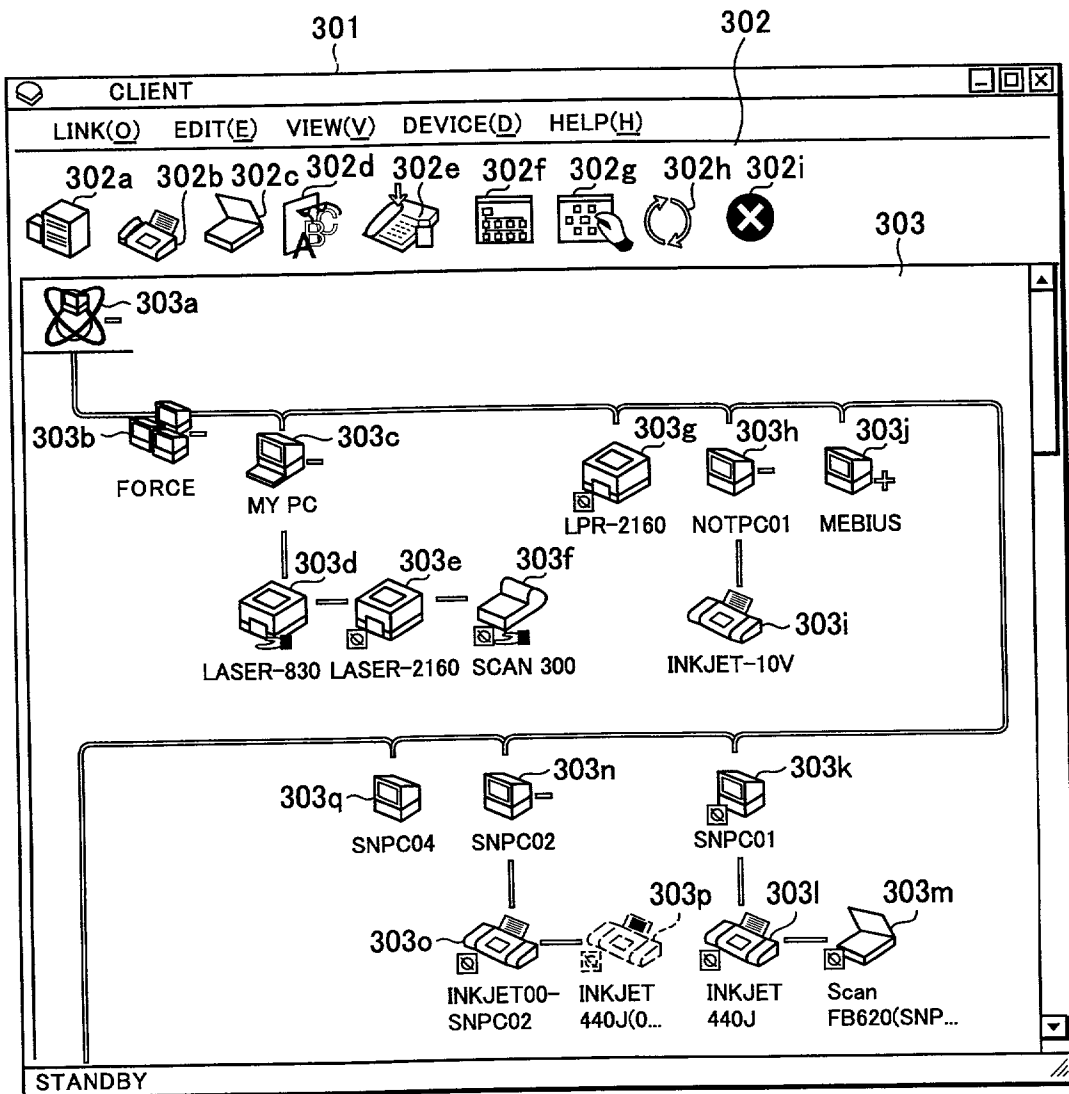 301
302
CLIENT
LINK(O) EDIT(E) VIEW(V) DEVICE(D) HELP(H)
302a 302b 302c 302d 302e 302f 302g 302h 302i
A B C C
303
303a
303b 303c 303g 303h 303j
FORCE MY PC LPR-2160 NOTPC01 MEBIUS
303d 303e 303f 303i
LASER-830 LASER-2160 SCAN 300 INKJET-10V
303q 303n 303k
SNPC04 SNPC02 SNPC01
303o 303p 303l 303m
INKJET00- INKJET INKJET Scan
SNPC02 440J(0... 440J FB620(SNP...
STANDBY